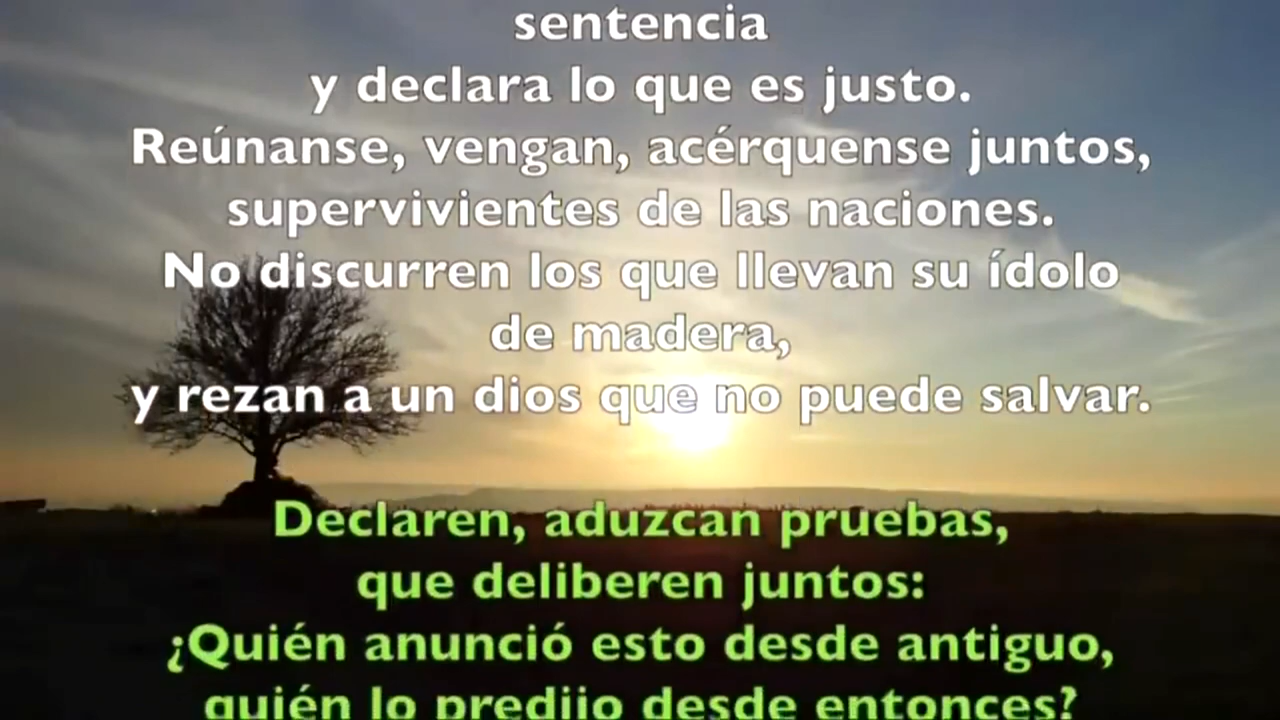 sentencia
y declara lo que es justo.
Reúnanse, vengan, acérquense juntos,
supervivientes de las naciones.
No discurren los que llevan su ídolo
de madera,
y rezan a un dios que no puede salvar.
Declaren, aduzcan pruebas,
que deliberen juntos:
¿Quién anunció esto desde antiguo,
quién lo predijo desde entonces?